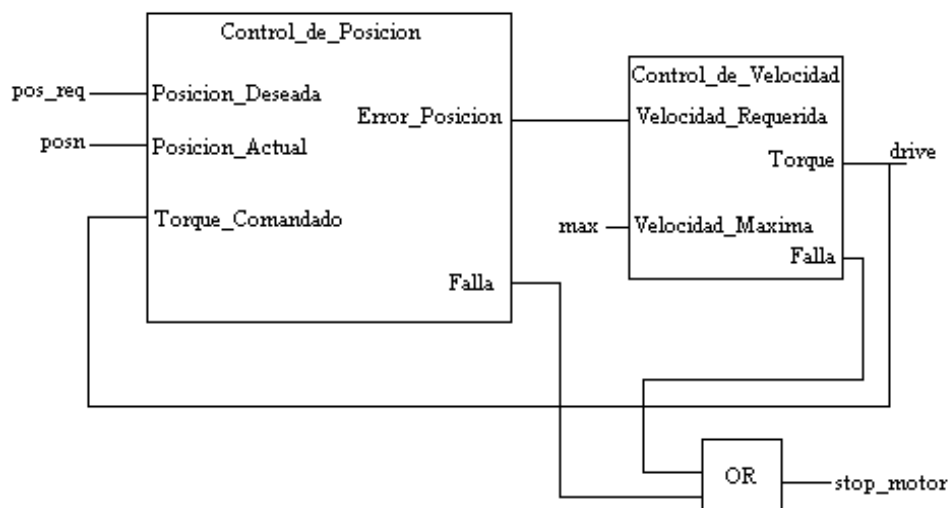 Control_de_Posicion
pos_req
Posicion_Deseada
Error_Posicion
posn
Posicion_Actual
Torque_Comandado
Falla
Control_de_Velocidad
Velocidad_Requerida
Torque
drive
max
Velocidad_Maxima
Falla
OR
stop_motor